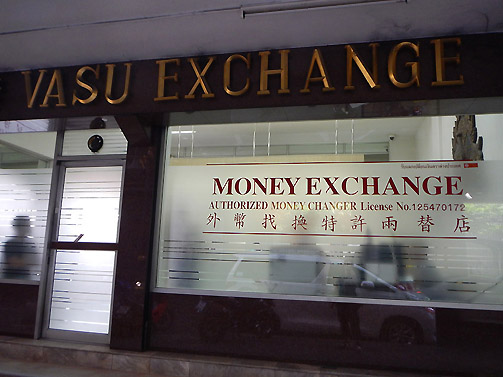 VASU EXCHANGE
MONEY EXCHANGE
AUTHORIZED MONEY CHANGER License No.125470172
外幣找換特許兩替店